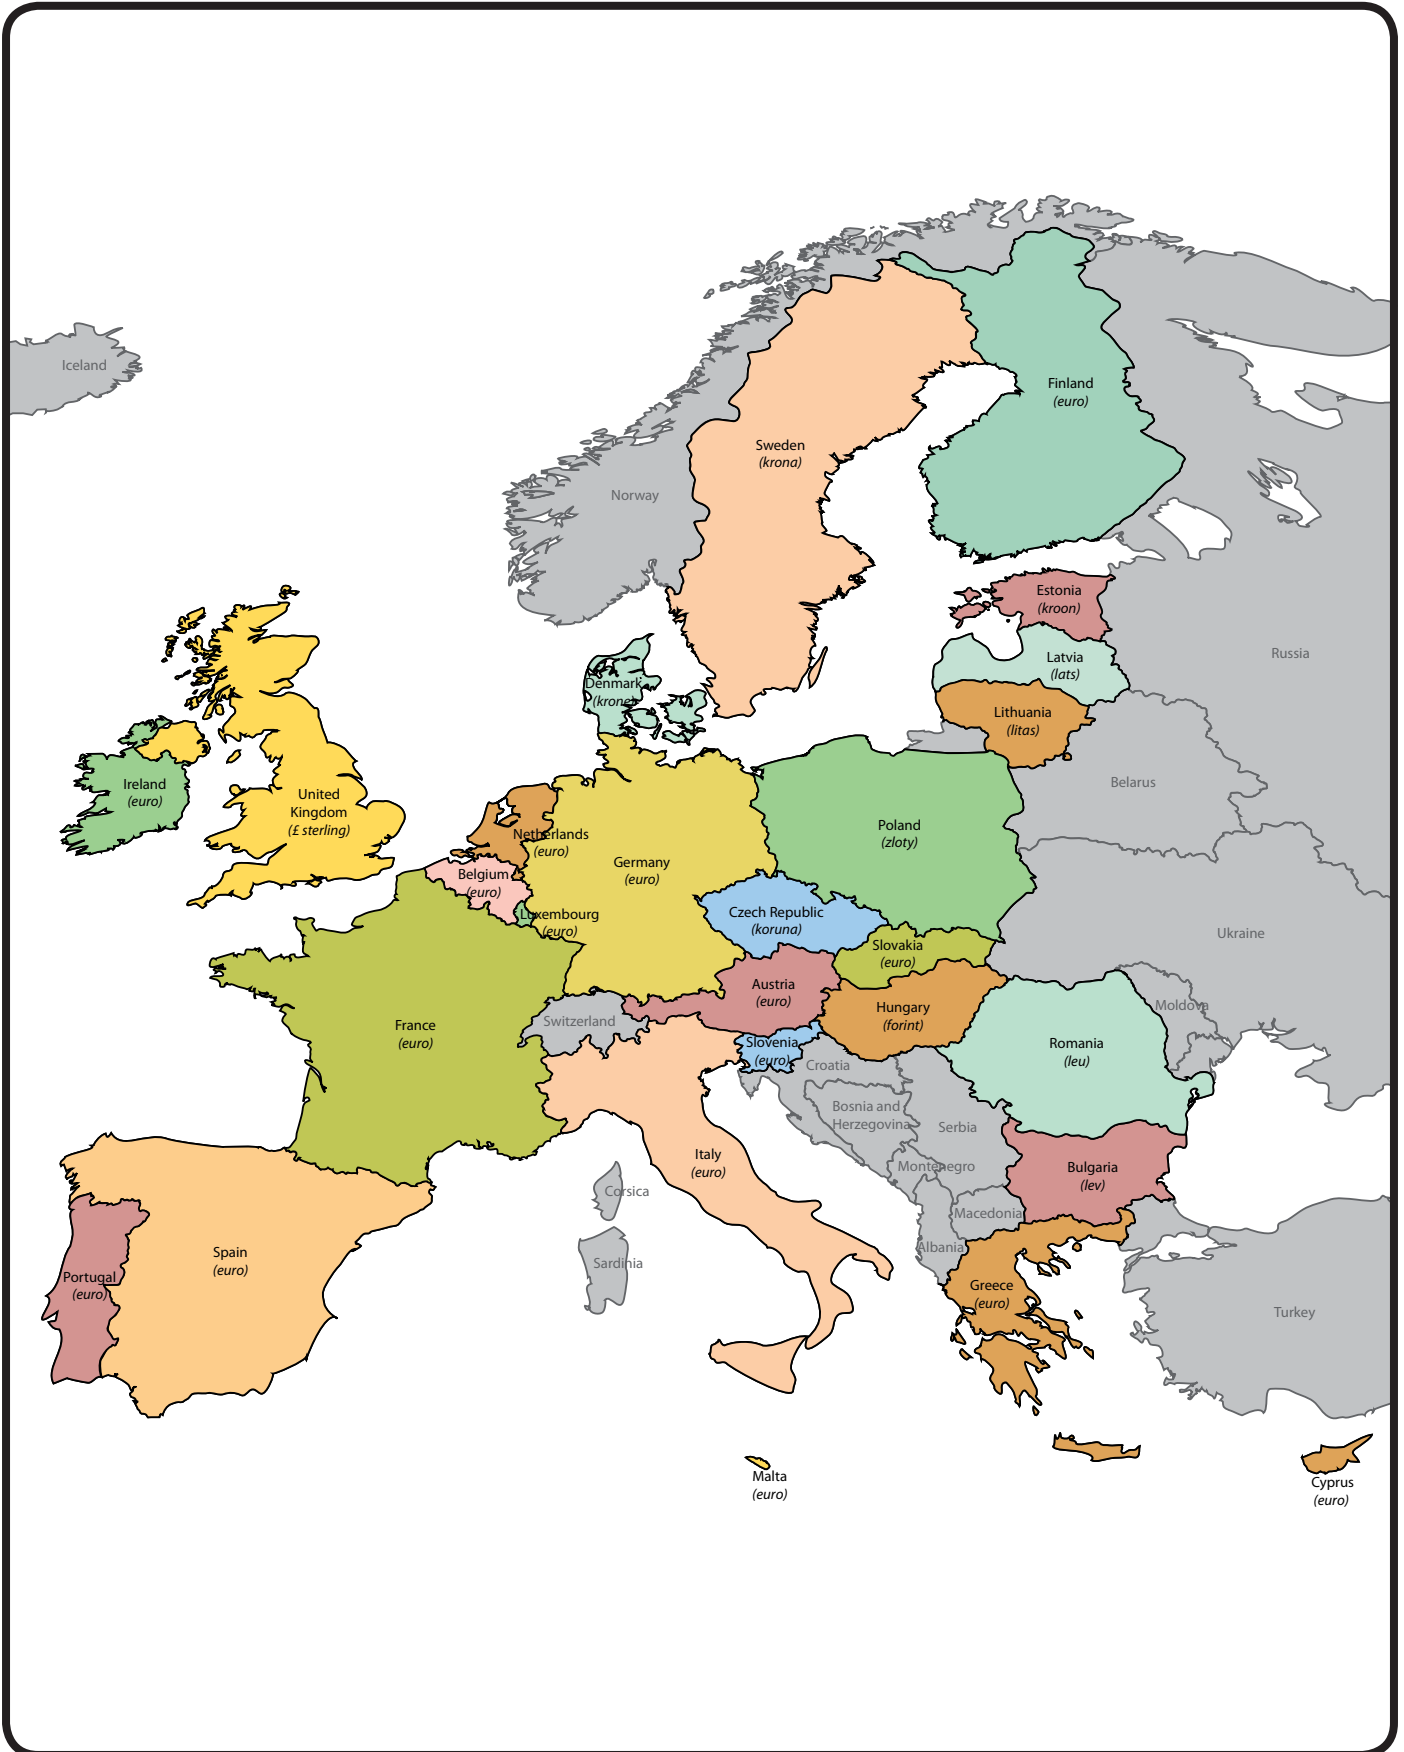 Iceland
Finland
(euro)
Sweden
(krona)
Norway
Estonia
(kroon)
Russia
Latvia
(lats)
Denmark
(krone)
Lithuania
(litas)
Ireland
(euro)
United
Kingdom
(£ sterling)
Belarus
Netherlands
(euro)
Poland
(zloty)
Germany
(euro)
Belgium
(euro)
Luxembourg
(euro)
Czech Republic
(koruna)
Ukraine
Slovakia
(euro)
Austria
(euro)
Hungary
(forint)
Moldova
Switzerland
France
(euro)
Slovenia
(euro)
Romania
(leu)
Croatia
Bosnia and
Herzegovina
Serbia
Italy
(euro)
Montenegro
Bulgaria
(lev)
Corsica
Macedonia
Albania
Spain
(euro)
Sardinia
Portugal
(euro)
Greece
(euro)
Turkey
Malta
(euro)
Cyprus
(euro)